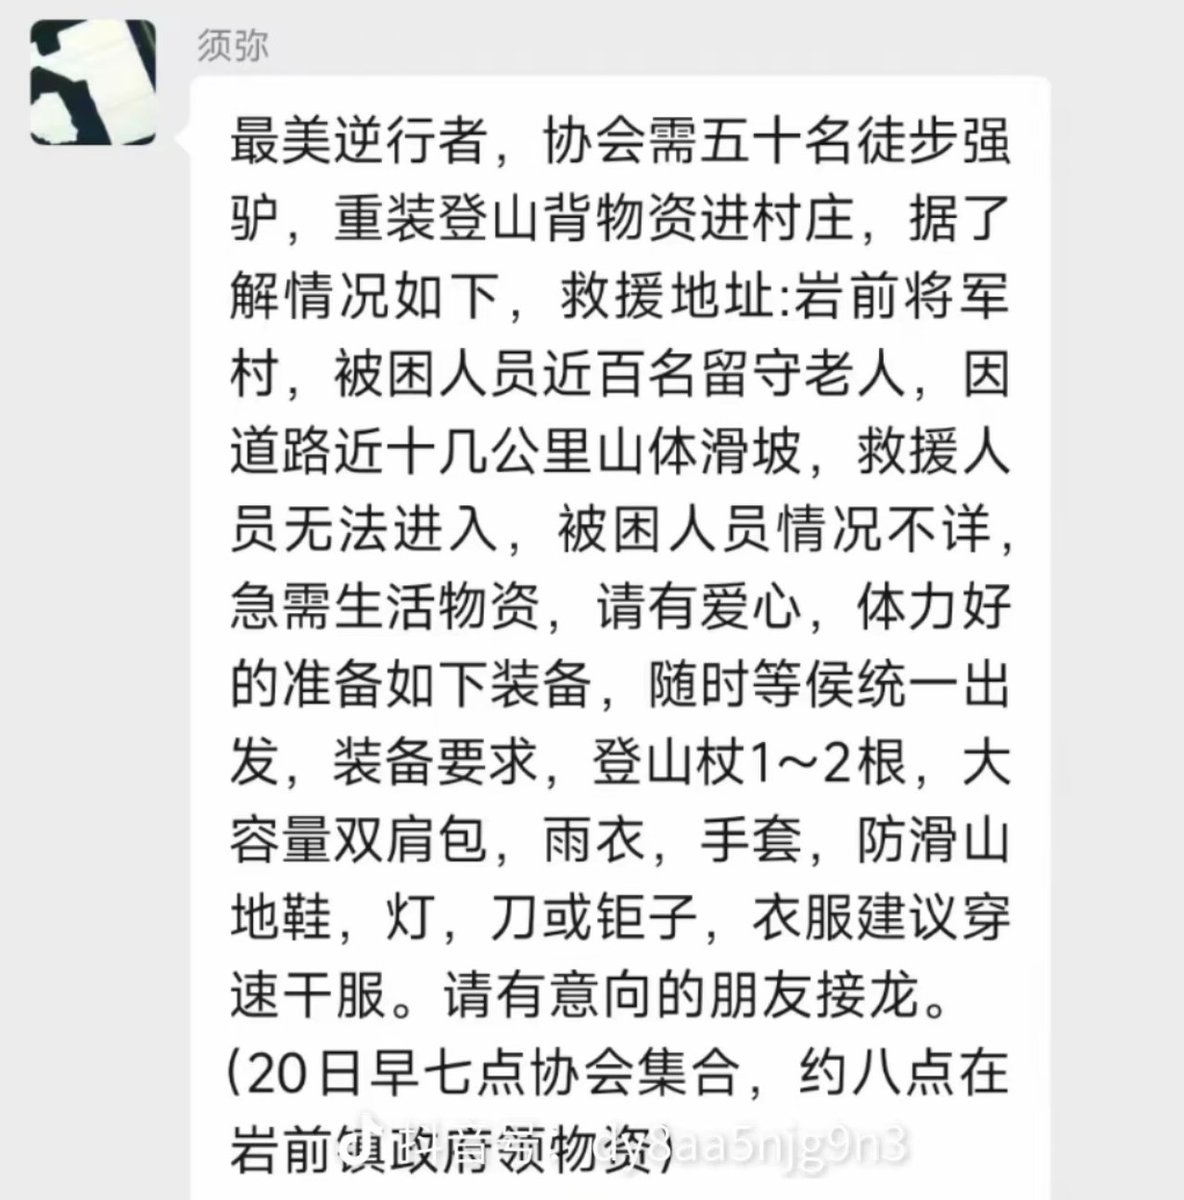 须弥
最美逆行者，协会需五十名徒步强
驴，重装登山背物资进村庄，据了
解情况如下，救援地址:岩前将军
村，被困人员近百名留守老人，因
道路近十几公里山体滑坡，救援人
员无法进入，被困人员情况不详，
急需生活物资，请有爱心，体力好
的准备如下装备，随时等侯统一出
发，装备要求，登山杖1～2根，大
容量双肩包，雨衣，手套，防滑山
地鞋，灯，刀或钜子，衣服建议穿
速干服。请有意向的朋友接龙。
(20日早七点协会集合，约八点在
岩前镇政府领物资)
抖音号：dy8aa5njg9n3